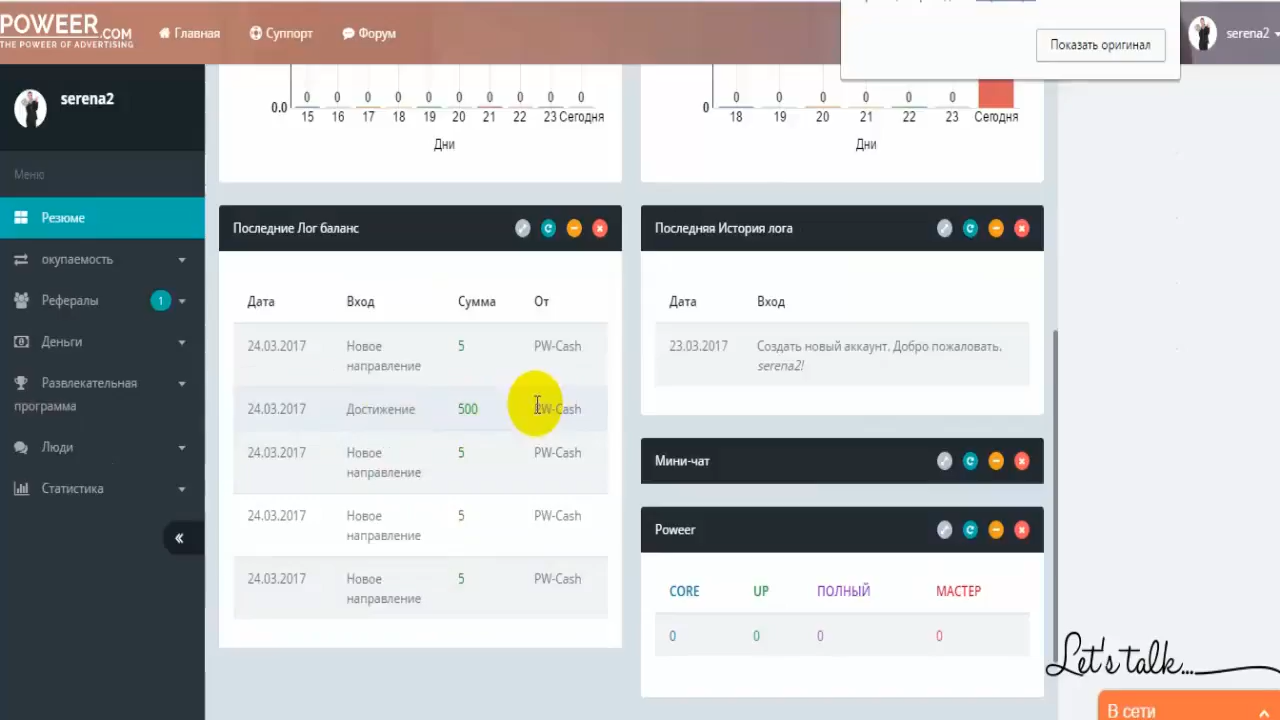 POWEER.COM
THE POWEER OF ADVERTISING
Главная
Суппорт
Форум
Показать оригинал
serena2
serena2
Меню
Резюме
окупаемость
Рефералы 1
Деньги
Развлекательная
программа
Люди
Статистика
0.0
0 0 0 0 0 0 0 0 0 0
15 16 17 18 19 20 21 22 23 Сегодня
Дни
0
0 0 0 0 0 0
18 19 20 21 22 23 Сегодня
Дни
Последние Лог баланс
Дата Вход Сумма От
24.03.2017 Новое направление 5 PW-Cash
24.03.2017 Достижение 500 PW-Cash
24.03.2017 Новое направление 5 PW-Cash
24.03.2017 Новое направление 5 PW-Cash
24.03.2017 Новое направление 5 PW-Cash
Последняя История лога
Дата Вход
23.03.2017 Создать новый аккаунт. Добро пожаловать,
serena2!
Мини-чат
Poweer
CORE UP ПОЛНЫЙ МАСТЕР
0 0 0 0
Let's talk...
В сети